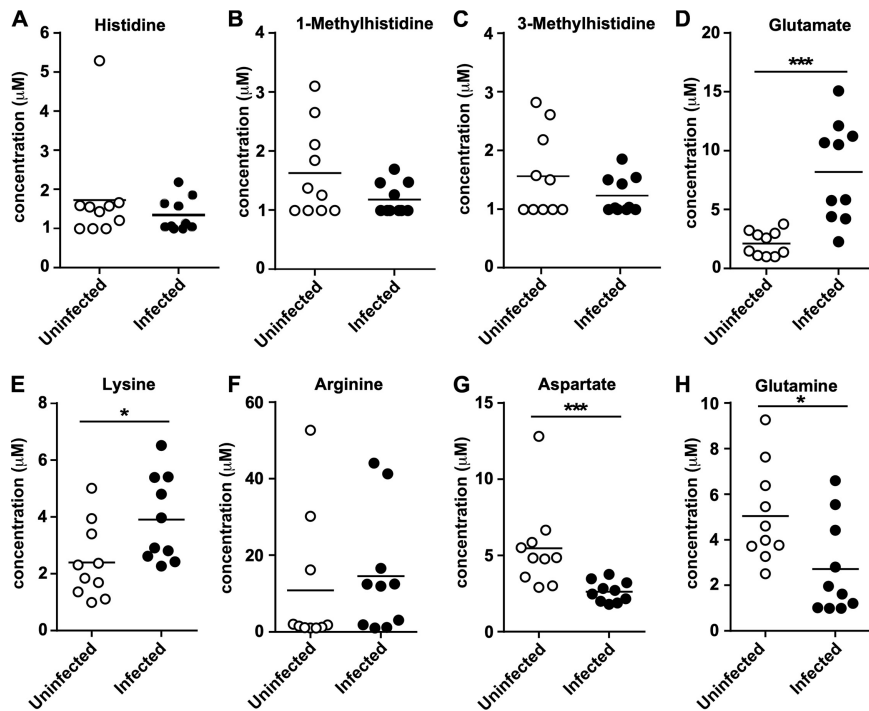 A Histidine
concentration (μM)
6
5
4
3
2
1
0
Uninfected
Infected
B 1-Methylhistidine
concentration (μM)
4
3
2
1
0
Uninfected
Infected
C 3-Methylhistidine
concentration (μM)
4
3
2
1
0
Uninfected
Infected
D Glutamate
concentration (μM)
20
15
10
5
0
***
Uninfected
Infected
E Lysine
concentration (μM)
8
6
4
2
0
*
Uninfected
Infected
F Arginine
concentration (μM)
60
40
20
0
Uninfected
Infected
G Aspartate
concentration (μM)
15
10
5
0
***
Uninfected
Infected
H Glutamine
concentration (μM)
10
8
6
4
2
0
*
Uninfected
Infected